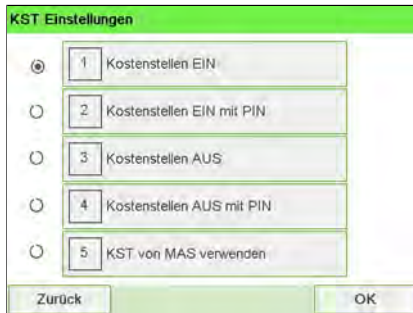 KST Einstellungen
1 Kostenstellen EIN
2 Kostenstellen EIN mit PIN
3 Kostenstellen AUS
4 Kostenstellen AUS mit PIN
5 KST von MAS verwenden
Zurück OK